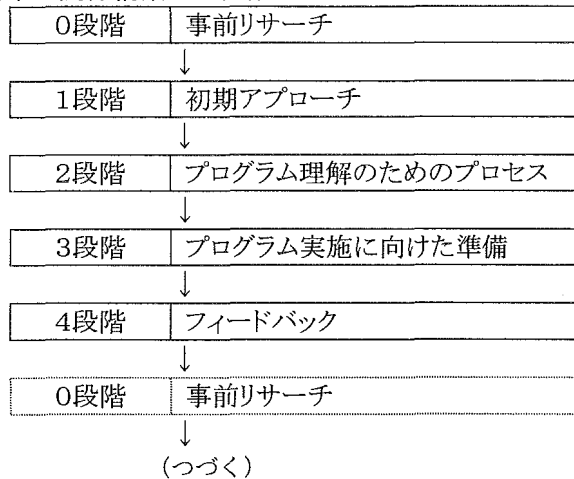 0段階 事前リサーチ
↓
1段階 初期アプローチ
↓
2段階 プログラム理解のためのプロセス
↓
3段階 プログラム実施に向けた準備
↓
4段階 フィードバック
↓
0段階 事前リサーチ
↓
(つづく)